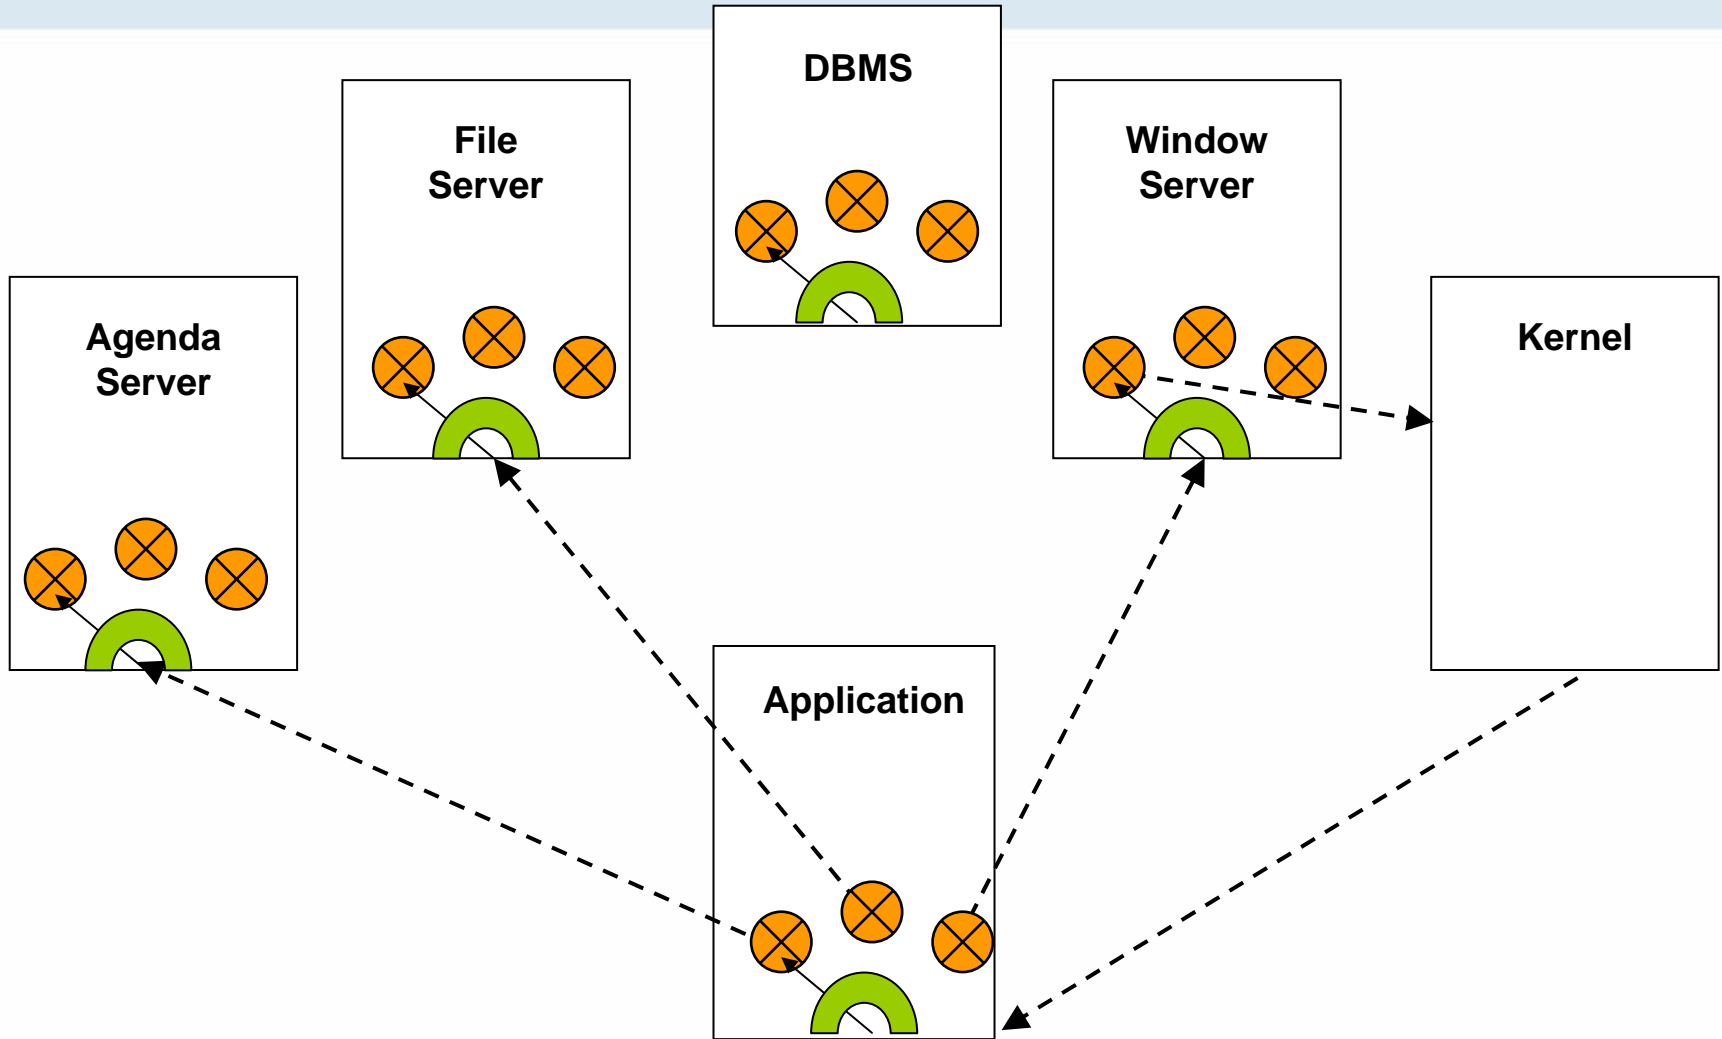 DBMS
File
Server
Window
Server
Agenda
Server
Kernel
Application